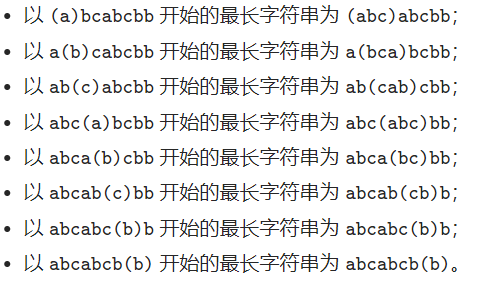 • 以 (a)bcabcbb 开始的最长字符串为 (abc)abcbb；
• 以 a(b)cabcbb 开始的最长字符串为 a(bca)bcbb；
• 以 ab(c)abcbb 开始的最长字符串为 ab(cab)cbb；
• 以 abc(a)bcbb 开始的最长字符串为 abc(abc)bb；
• 以 abca(b)cbb 开始的最长字符串为 abca(bc)bb；
• 以 abcab(c)bb 开始的最长字符串为 abcab(cb)b；
• 以 abcabc(b)b 开始的最长字符串为 abcabc(b)b；
• 以 abcabcb(b) 开始的最长字符串为 abcabcb(b)。